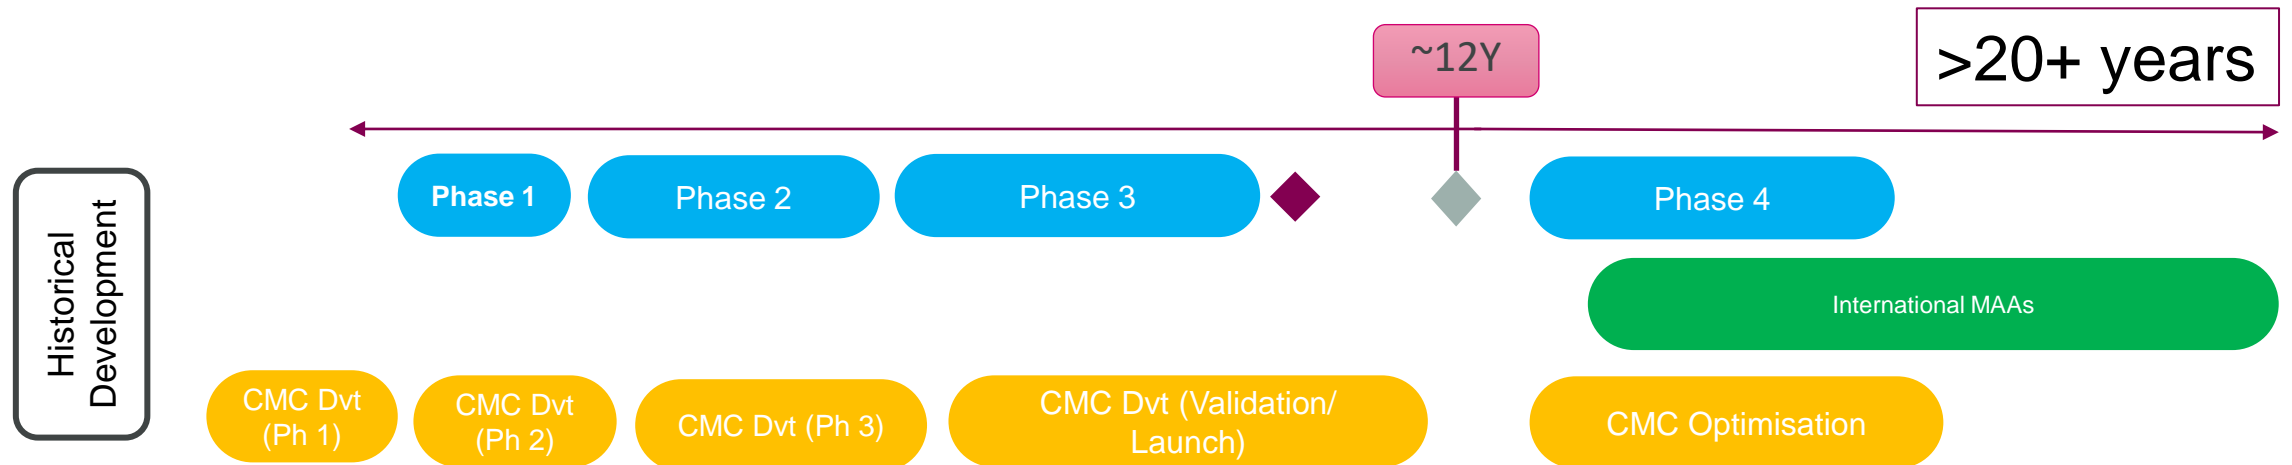 ~12Y
>20+ years
Historical
Development
Phase 1
Phase 2
Phase 3
Phase 4
International MAAs
CMC Dvt
(Ph 1)
CMC Dvt
(Ph 2)
CMC Dvt (Ph 3)
CMC Dvt (Validation/
Launch)
CMC Optimisation